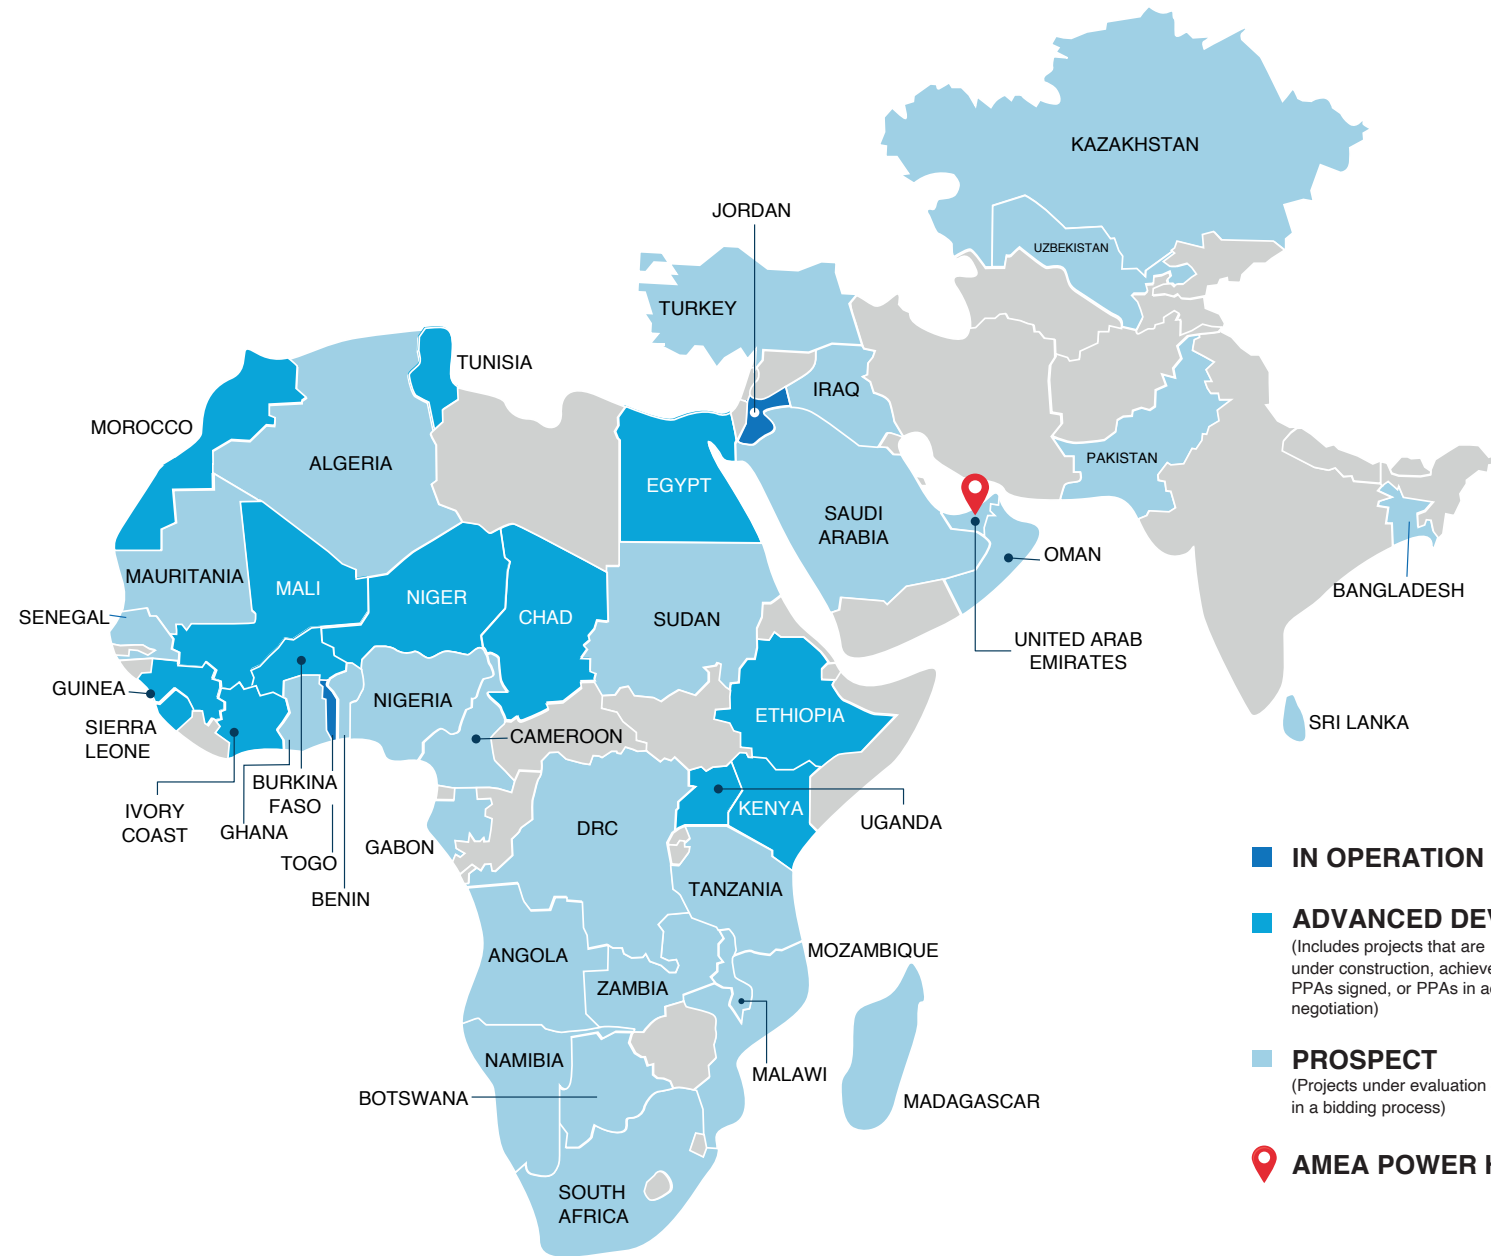 KAZAKHSTAN
JORDAN
UZBEKISTAN
TURKEY
TUNISIA
IRAQ
MOROCCO
ALGERIA
PAKISTAN
EGYPT
SAUDI
ARABIA
OMAN
MAURITANIA
MALI
NIGER
CHAD
SUDAN
BANGLADESH
SENEGAL
UNITED ARAB
EMIRATES
GUINEA
NIGERIA
ETHIOPIA
SRI LANKA
SIERRA
LEONE
CAMEROON
BURKINA
FASO
IVORY
COAST
GHANA
KENYA
UGANDA
DRC
GABON
TOGO
BENIN
TANZANIA
MOZAMBIQUE
ANGOLA
ZAMBIA
NAMIBIA
MALAWI
BOTSWANA
MADAGASCAR
SOUTH
AFRICA
IN OPERATION
ADVANCED DEV
(Includes projects that are
under construction, achieve
PPAs signed, or PPAs in a
negotiation)
PROSPECT
(Projects under evaluation
in a bidding process)
AMEA POWER H